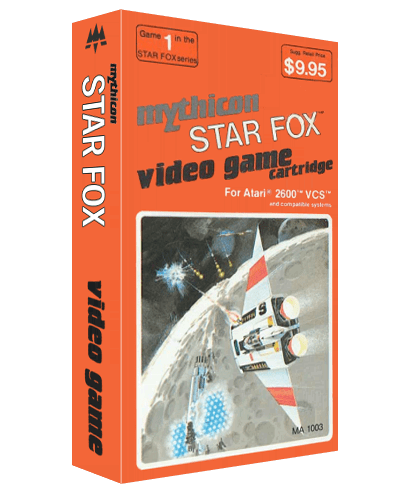 mythicon
STAR FOX
video game
Game 1 in the
STAR FOX series
Sugg. Retail Price
$9.95
mythicon
STAR FOX™
video game
cartridge
For Atari® 2600™ VCS™
and compatible systems
S
MA 1003